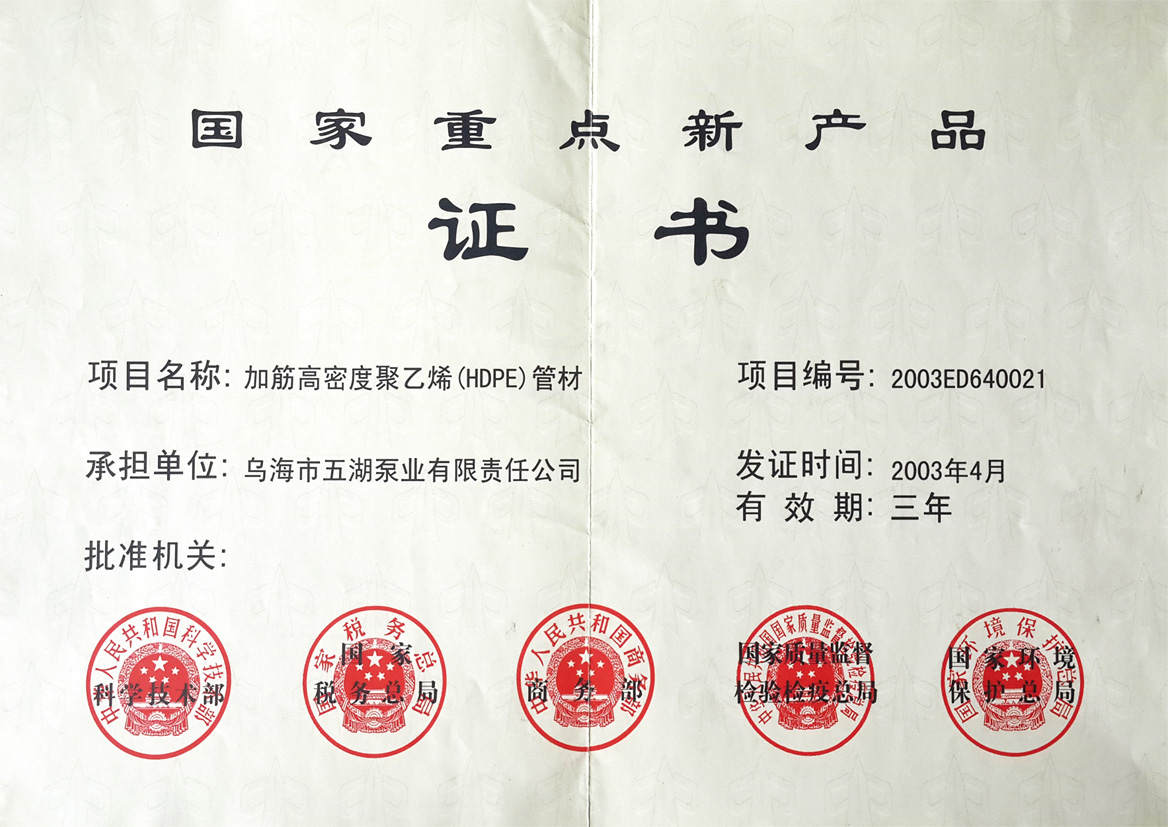 国家重点新产品
证书
项目名称: 加筋高密度聚乙烯(HDPE)管材
项目编号: 2003ED640021
承担单位: 乌海市五湖泵业有限责任公司
发证时间: 2003年4月
有效期: 三年
批准机关:
中华人民共和国科学技术部
科学技术部
国家税务总局
国家
税务总局
中华人民共和国商务部
商务部
国家质量监督
检验检疫总局
国家环境保护总局
国家环境
保护总局